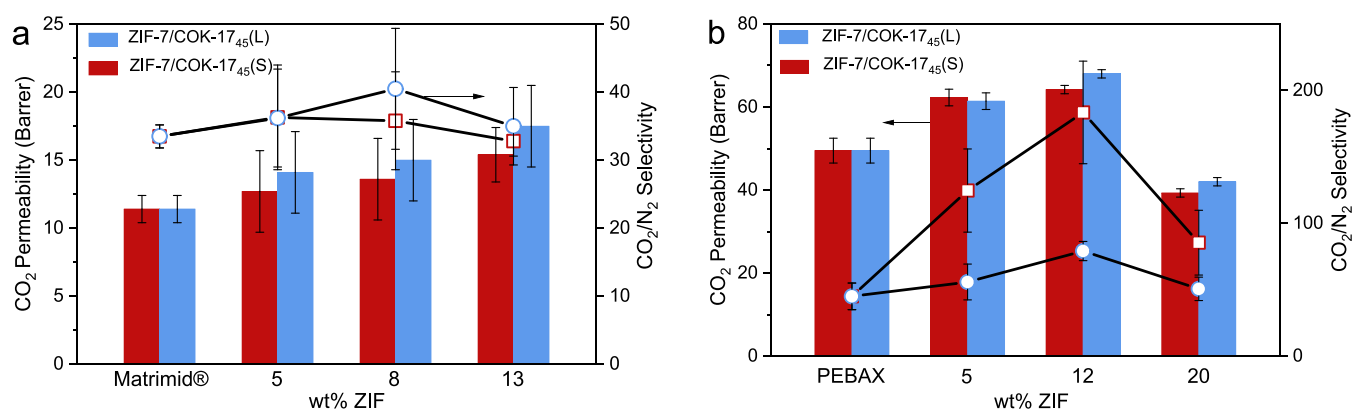 a
ZIF-7/COK-17₄₅(L)
ZIF-7/COK-17₄₅(S)
CO₂ Permeability (Barrer)
25
20
15
10
5
0
50
40
30
20
10
0
CO₂/N₂ Selectivity
Matrimid® 5 8 13
wt% ZIF
b
ZIF-7/COK-17₄₅(L)
ZIF-7/COK-17₄₅(S)
CO₂ Permeability (Barrer)
80
60
40
20
0
200
100
0
CO₂/N₂ Selectivity
PEBAX 5 12 20
wt% ZIF